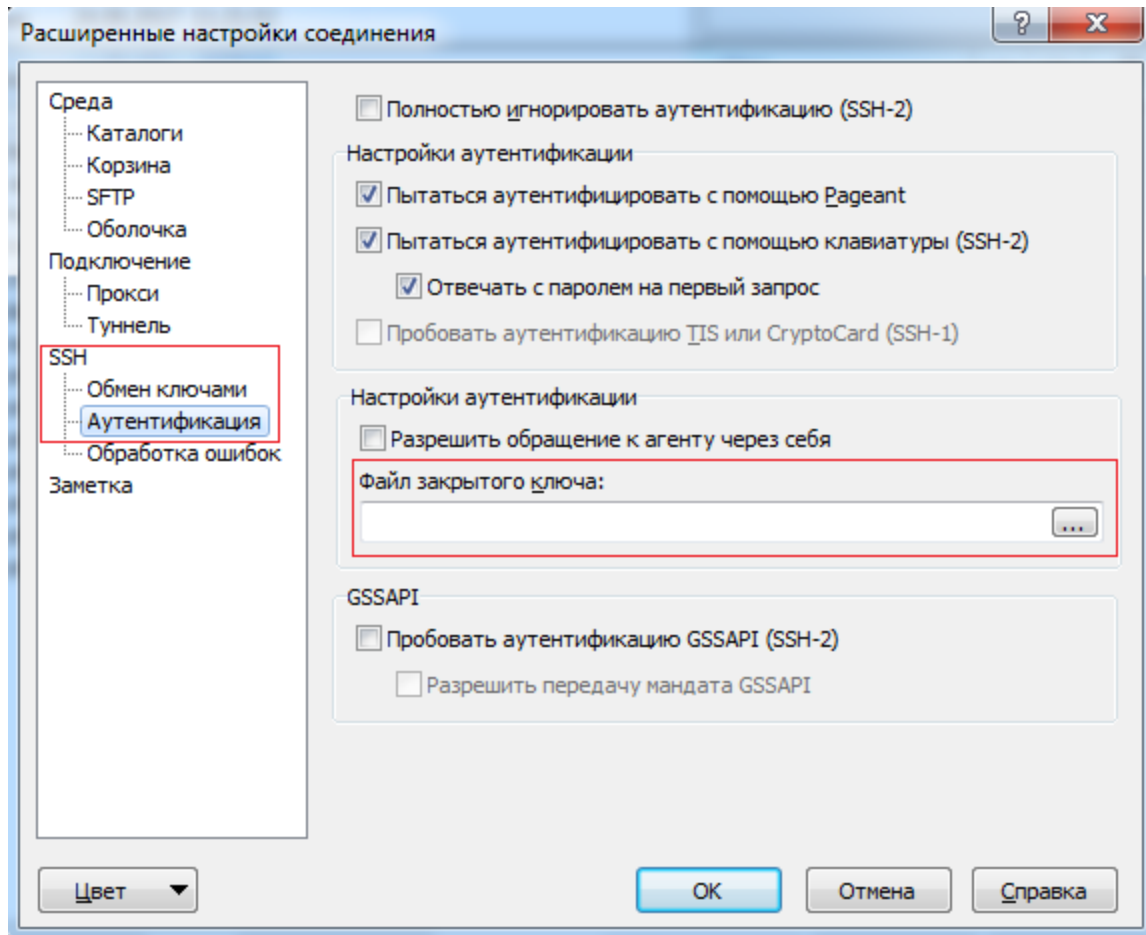 Расширенные настройки соединения
Среда
Каталоги
Корзина
SFTP
Оболочка
Подключение
Прокси
Туннель
SSH
Обмен ключами
Аутентификация
Обработка ошибок
Заметка
Полностью игнорировать аутентификацию (SSH-2)
Настройки аутентификации
Пытаться аутентифицировать с помощью Pageant
Пытаться аутентифицировать с помощью клавиатуры (SSH-2)
Отвечать с паролем на первый запрос
Пробовать аутентификацию TIS или CryptoCard (SSH-1)
Настройки аутентификации
Разрешить обращение к агенту через себя
Файл закрытого ключа:
...
GSSAPI
Пробовать аутентификацию GSSAPI (SSH-2)
Разрешить передачу мандата GSSAPI
Цвет
OK
Отмена
Справка